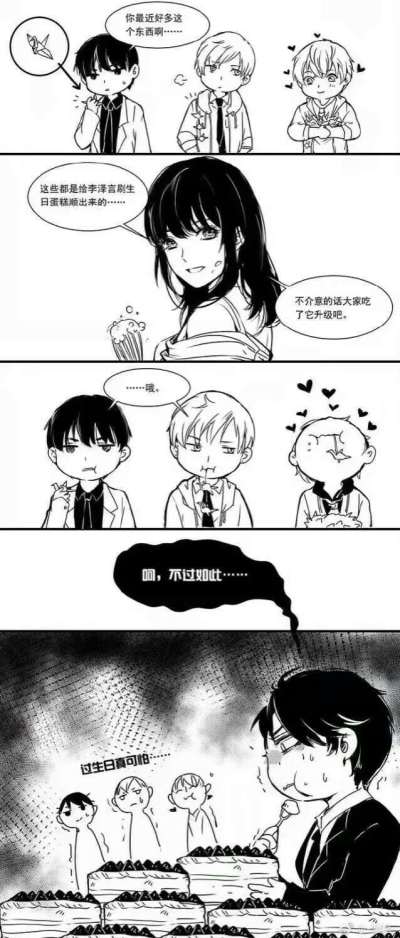 你最近好多这
个东西啊……
这些都是给李泽言刷生
日蛋糕顺出来的……
不介意的话大家吃
了它升级吧。
……哦。
呵，不过如此……
过生日真可怕……